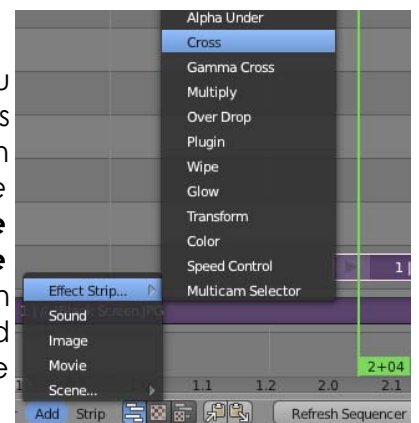 Alpha Under
Cross
Gamma Cross
Multiply
Over Drop
Plugin
Wipe
Glow
Transform
Color
Speed Control
Multicam Selector
Effect Strip...
Sound
Image
Movie
Scene...
1 |
2+04
1.1 1.2 2.0 2.1
Add Strip Refresh Sequencer